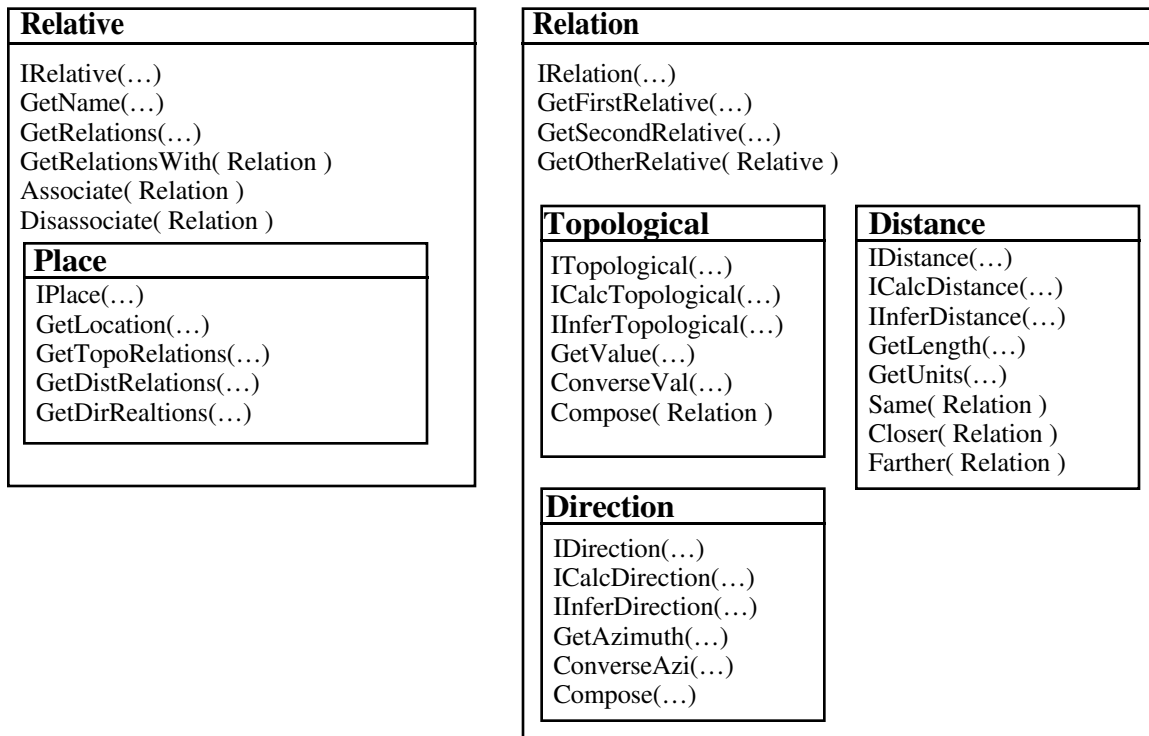 Relative
IRelative(…)
GetName(…)
GetRelations(…)
GetRelationsWith( Relation )
Associate( Relation )
Disassociate( Relation )
Place
IPlace(…)
GetLocation(…)
GetTopoRelations(…)
GetDistRelations(…)
GetDirRealtions(…)
Relation
IRelation(…)
GetFirstRelative(…)
GetSecondRelative(…)
GetOtherRelative( Relative )
Topological
ITopological(…)
ICalcTopological(…)
IInferTopological(…)
GetValue(…)
ConverseVal(…)
Compose( Relation )
Distance
IDistance(…)
ICalcDistance(…)
IInferDistance(…)
GetLength(…)
GetUnits(…)
Same( Relation )
Closer( Relation )
Farther( Relation )
Direction
IDirection(…)
ICalcDirection(…)
IInferDirection(…)
GetAzimuth(…)
ConverseAzi(…)
Compose(…)